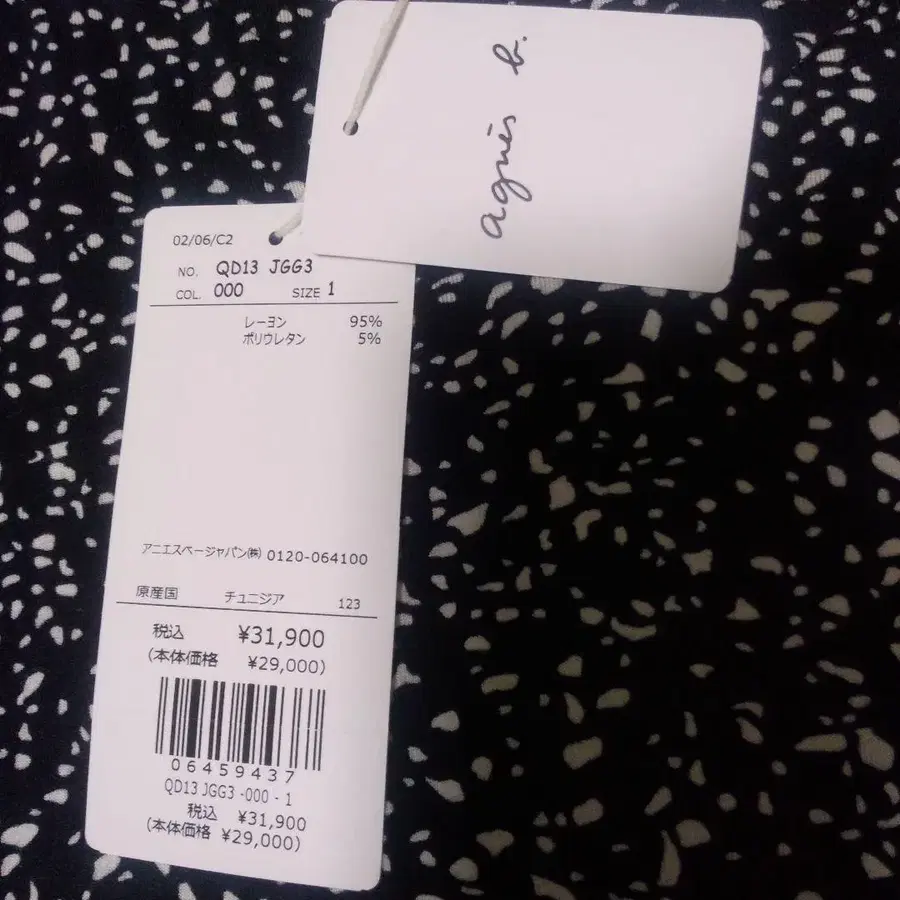 agnès b.
02/06/C2
NO. QD13 JGG3
COL. 000 SIZE 1
レーヨン 95%
ポリウレタン 5%
アニエスベージャパン㈱ 0120-064100
原産国 チュニジア 123
税込 ¥31,900
(本体価格 ¥29,000)
06459437
QD13 JGG3 -000 - 1
税込 ¥31,900
(本体価格 ¥29,000)